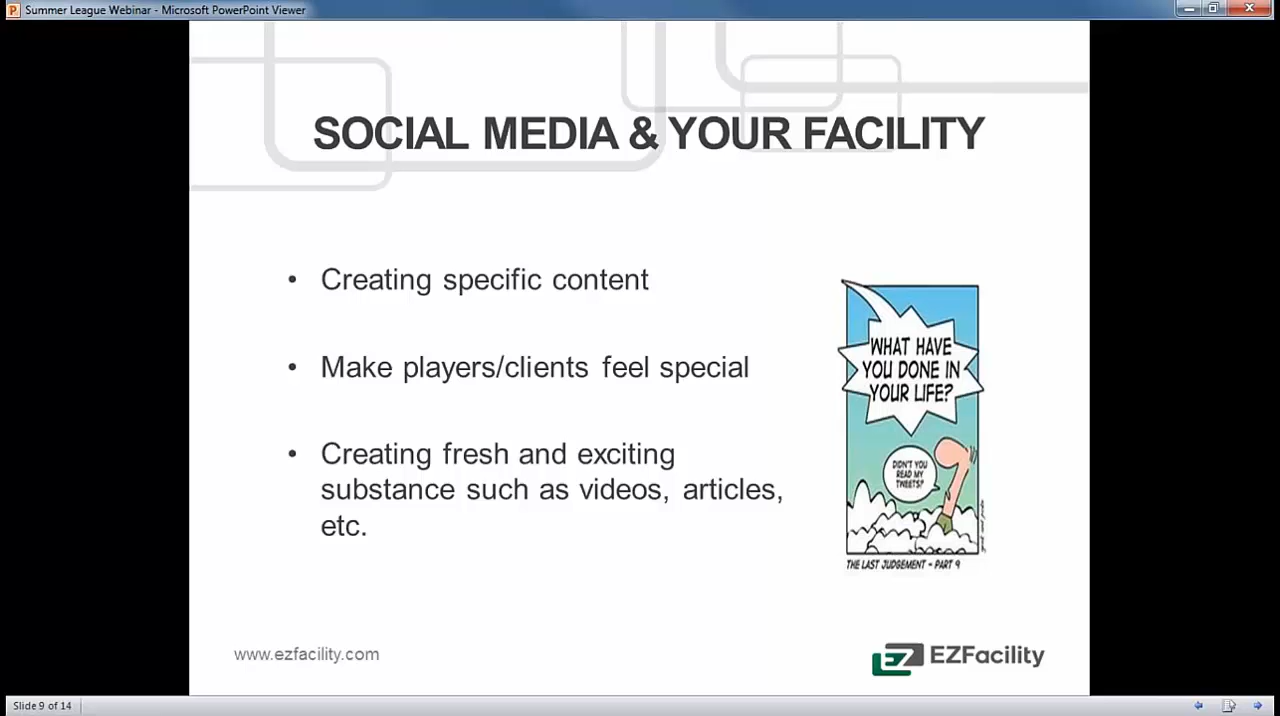 Summer League Webinar - Microsoft PowerPoint Viewer
SOCIAL MEDIA & YOUR FACILITY
• Creating specific content
• Make players/clients feel special
• Creating fresh and exciting
substance such as videos, articles,
etc.
WHAT HAVE
YOU DONE IN
YOUR LIFE?
DIDN'T YOU
READ MY
TWEETS?
THE LAST JUDGEMENT - PART 9
www.ezfacility.com
EZFacility
Slide 9 of 14